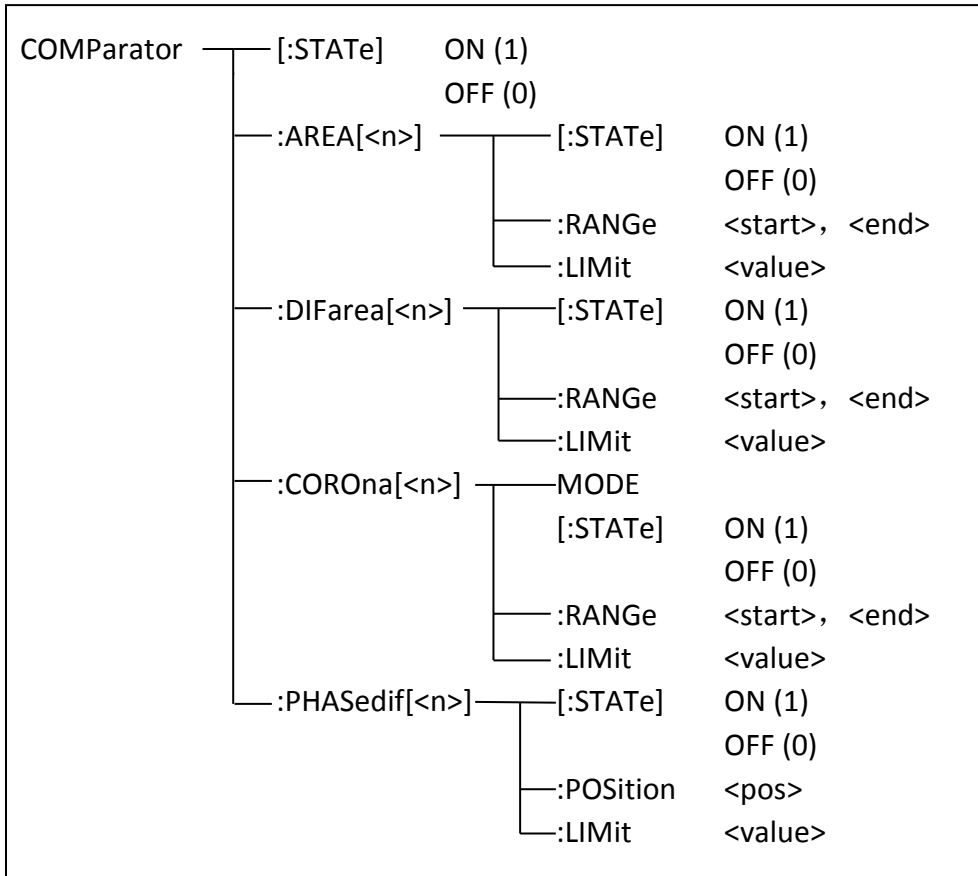 COMParator [:STATe] ON (1)
OFF (0)
:AREA[<n>] [:STATe] ON (1)
OFF (0)
:RANGe <start>，<end>
:LIMit <value>
:DIFarea[<n>] [:STATe] ON (1)
OFF (0)
:RANGe <start>，<end>
:LIMit <value>
:COROna[<n>] MODE
[:STATe] ON (1)
OFF (0)
:RANGe <start>，<end>
:LIMit <value>
:PHASedif[<n>] [:STATe] ON (1)
OFF (0)
:POSition <pos>
:LIMit <value>